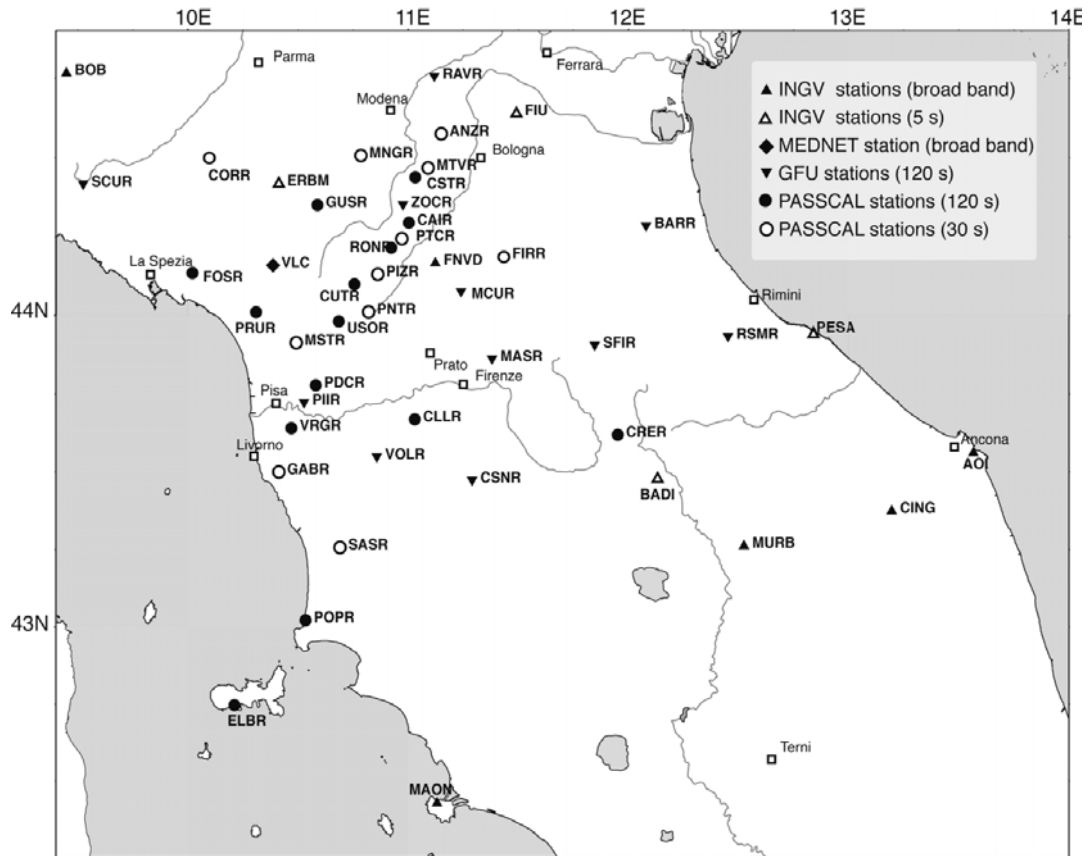 10E 11E 12E 13E 14E
BOB
Parma
RAVR
Ferrara
INGV stations (broad band)
INGV stations (5 s)
MEDNET station (broad band)
GFU stations (120 s)
PASSCAL stations (120 s)
PASSCAL stations (30 s)
Modena
FIU
ANZR
MNGR
Bologna
MTVR
CORR
SCUR
ERBM
CSTR
GUSR
ZOCR
CAIR
BARR
PTCR
RONR
FIRR
La Spezia
VLC
FNVD
FOSR
PIZR
CUTR
MCUR
Rimini
44N
PNTR
PRUR
USOR
PESA
RSMR
MSTR
SFIR
Prato
MASR
Firenze
PDCR
Pisa
PIIR
CLLR
VRGR
CRER
Livorno
Ancona
VOLR
AOI
GABR
CSNR
BADI
CING
SASR
MURB
43N
POPR
ELBR
Terni
MAON